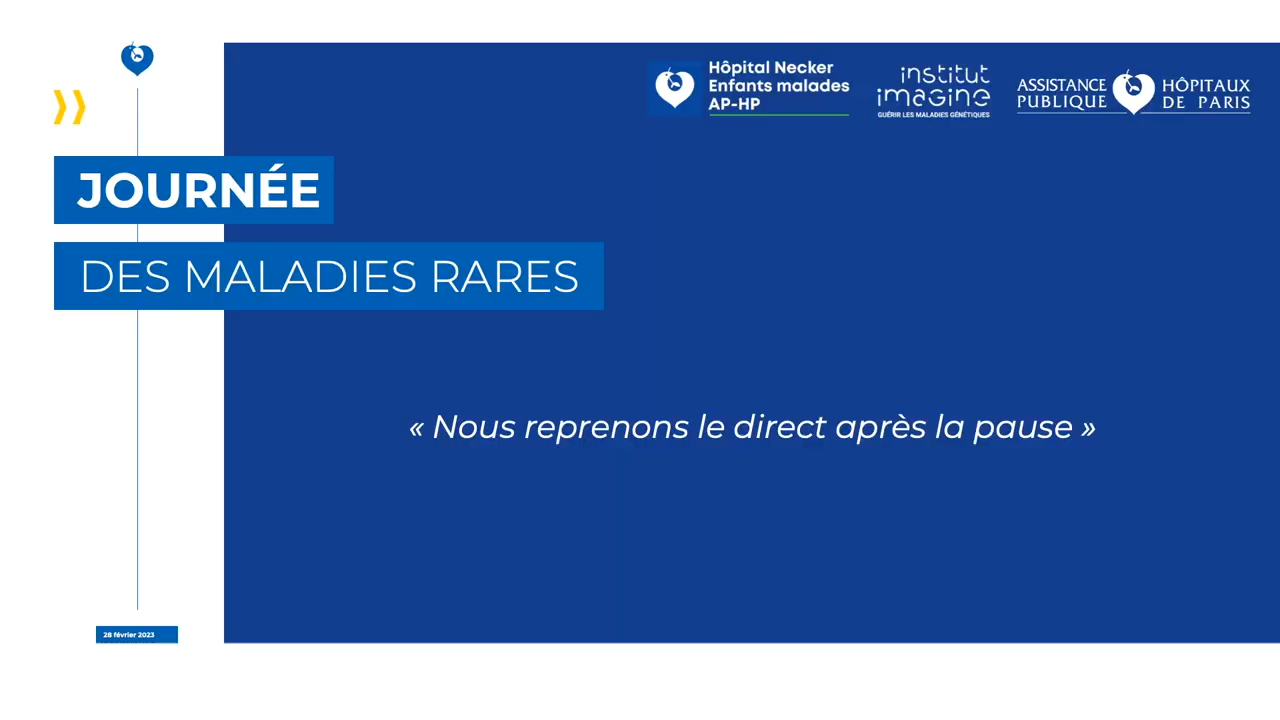 Hôpital Necker
Enfants malades
AP-HP
institut
imagine
GUÉRIR LES MALADIES GÉNÉTIQUES
ASSISTANCE
PUBLIQUE
HÔPITAUX
DE PARIS
JOURNÉE
DES MALADIES RARES
« Nous reprenons le direct après la pause »
28 février 2023